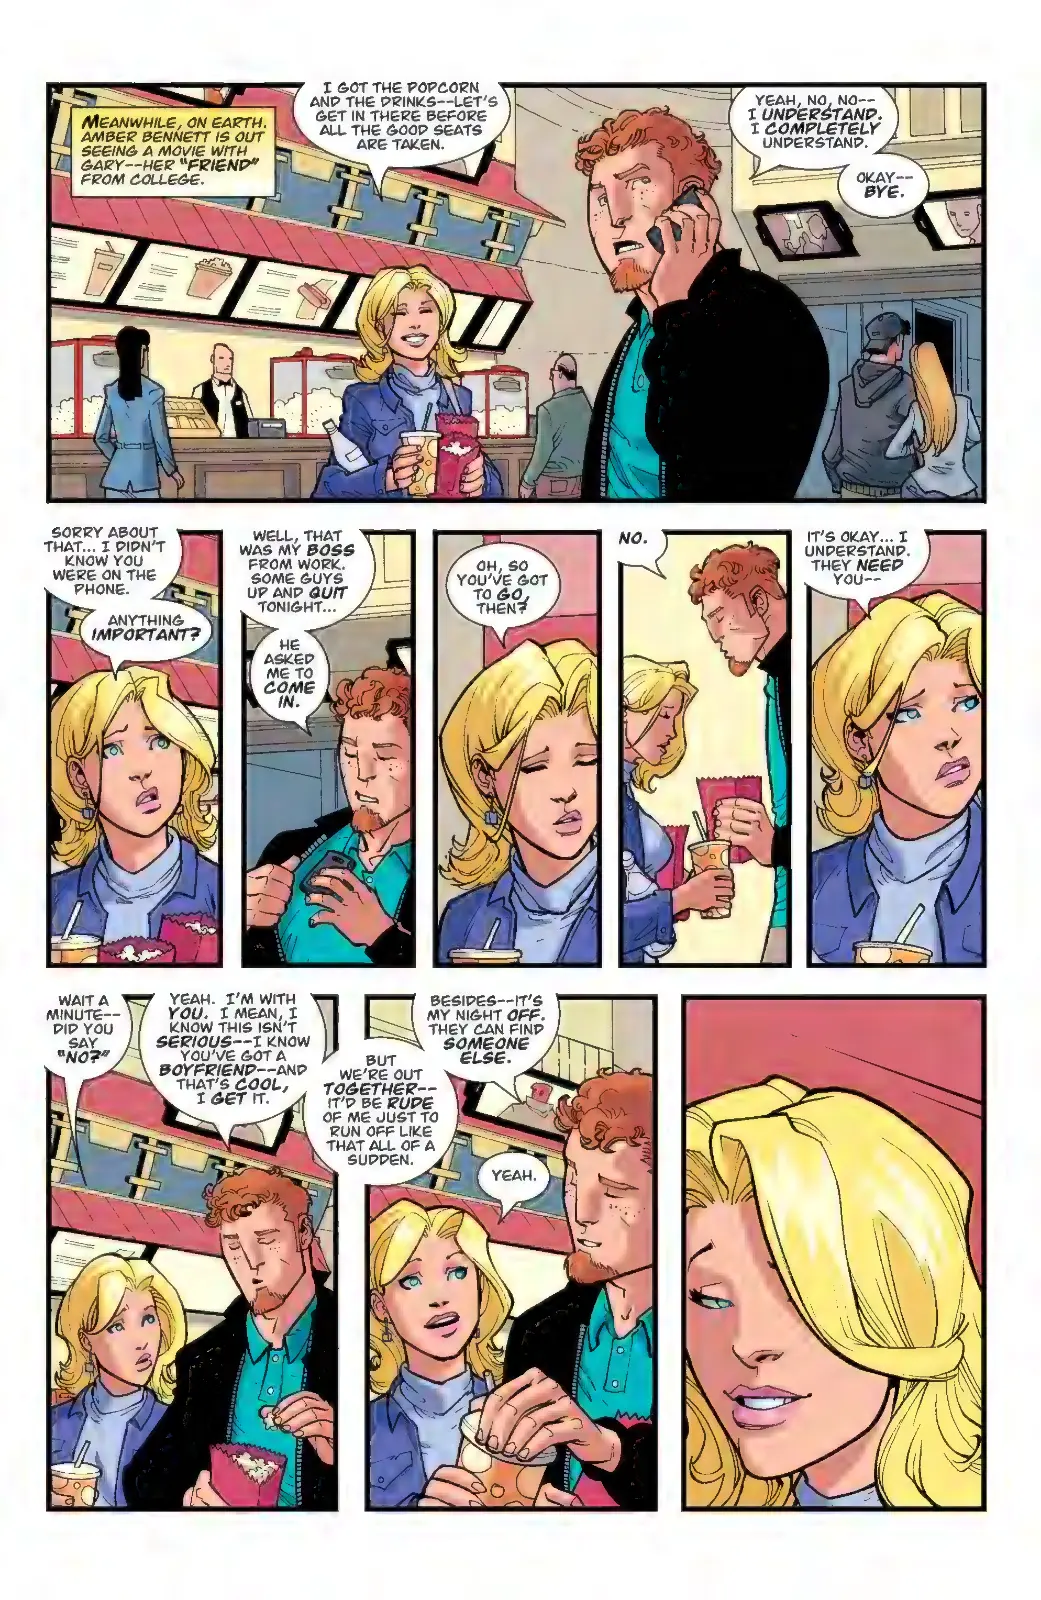 MEANWHILE, ON EARTH.
AMBER BENNETT IS OUT
SEEING A MOVIE WITH
GARY--HER "FRIEND"
FROM COLLEGE.
I GOT THE POPCORN
AND THE DRINKS--LET'S
GET IN THERE BEFORE
ALL THE GOOD SEATS
ARE TAKEN.
YEAH, NO, NO--
I UNDERSTAND.
I COMPLETELY
UNDERSTAND.
OKAY--
BYE.
SORRY ABOUT
THAT... I DIDN'T
KNOW YOU
WERE ON THE
PHONE.
ANYTHING
IMPORTANT?
WELL, THAT
WAS MY BOSS
FROM WORK.
SOME GUYS
UP AND QUIT
TONIGHT...
HE
ASKED
ME TO
COME
IN.
OH, SO
YOU'VE GOT
TO GO,
THEN?
NO.
IT'S OKAY... I
UNDERSTAND.
THEY NEED
YOU--
WAIT A
MINUTE--
DID YOU
SAY
"NO?"
YEAH. I'M WITH
YOU. I MEAN, I
KNOW THIS ISN'T
SERIOUS--I KNOW
YOU'VE GOT A
BOYFRIEND--AND
THAT'S COOL,
I GET IT.
BUT
WE'RE OUT
TOGETHER--
IT'D BE RUDE
OF ME JUST TO
RUN OFF LIKE
THAT ALL OF A
SUDDEN.
BESIDES--IT'S
MY NIGHT OFF.
THEY CAN FIND
SOMEONE
ELSE.
YEAH.